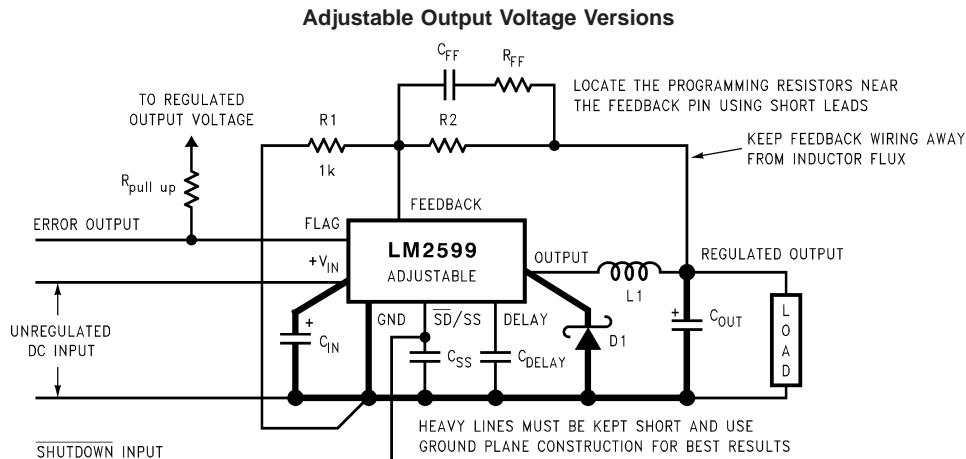 Adjustable Output Voltage Versions
C_FF
R_FF
LOCATE THE PROGRAMMING RESISTORS NEAR
THE FEEDBACK PIN USING SHORT LEADS
TO REGULATED
OUTPUT VOLTAGE
R1
R2
KEEP FEEDBACK WIRING AWAY
FROM INDUCTOR FLUX
1k
R_pull up
FEEDBACK
ERROR OUTPUT
FLAG
LM2599
ADJUSTABLE
OUTPUT
REGULATED OUTPUT
+V_IN
L1
UNREGULATED
DC INPUT
+
C_IN
GND
S̅D̅/SS
DELAY
C_SS
C_DELAY
D1
+
C_OUT
LOAD
HEAVY LINES MUST BE KEPT SHORT AND USE
GROUND PLANE CONSTRUCTION FOR BEST RESULTS
S̅H̅U̅T̅D̅O̅W̅N̅ INPUT